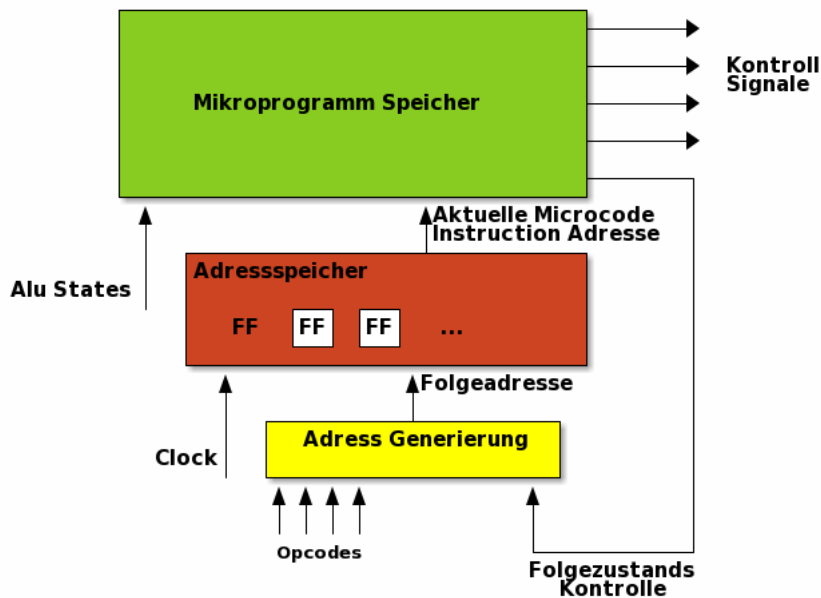 Mikroprogramm Speicher
Kontroll
Signale
Aktuelle Microcode
Instruction Adresse
Alu States
Adressspeicher
FF FF FF ...
Folgeadresse
Clock
Adress Generierung
Opcodes
Folgezustands
Kontrolle